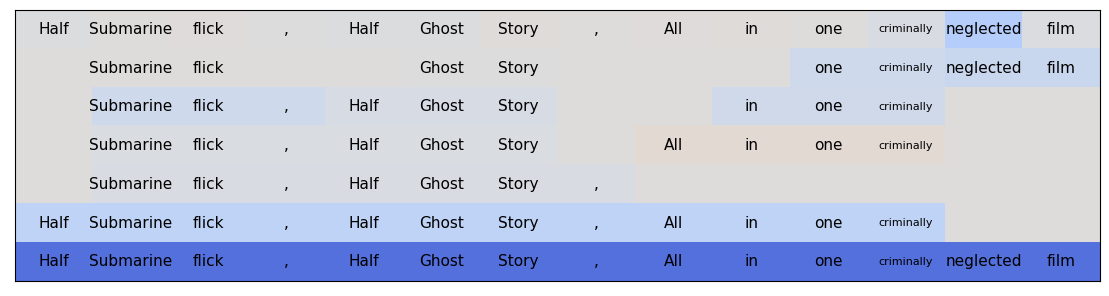 Half Submarine flick , Half Ghost Story , All in one criminally neglected film
Submarine flick Ghost Story one criminally neglected film
Submarine flick , Half Ghost Story in one criminally
Submarine flick , Half Ghost Story All in one criminally
Submarine flick , Half Ghost Story ,
Half Submarine flick , Half Ghost Story , All in one criminally
Half Submarine flick , Half Ghost Story , All in one criminally neglected film